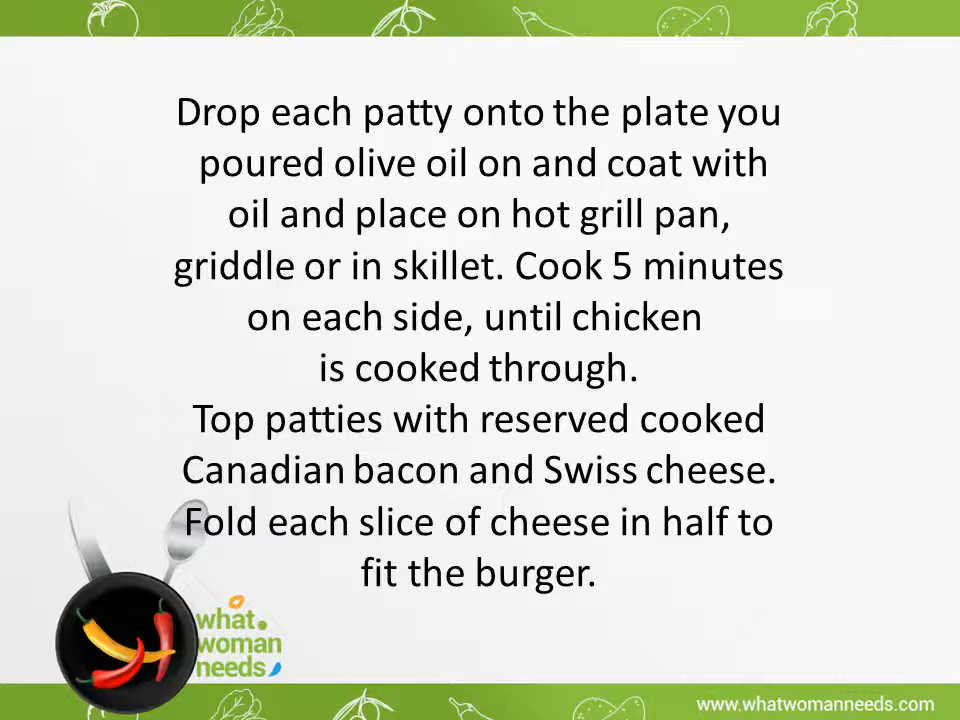 Drop each patty onto the plate you
poured olive oil on and coat with
oil and place on hot grill pan,
griddle or in skillet. Cook 5 minutes
on each side, until chicken
is cooked through.
Top patties with reserved cooked
Canadian bacon and Swiss cheese.
Fold each slice of cheese in half to
fit the burger.
what
woman
needs
www.whatwomanneeds.com